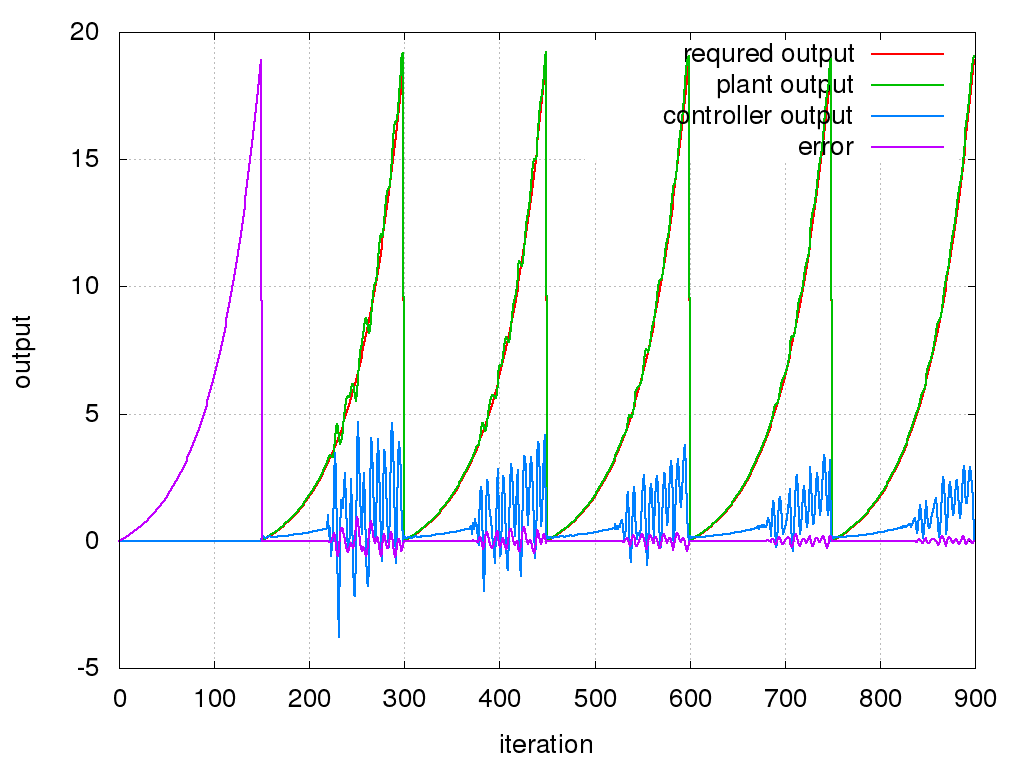 20
15
10
5
0
-5
output
requred output
plant output
controller output
error
0 100 200 300 400 500 600 700 800 900
iteration